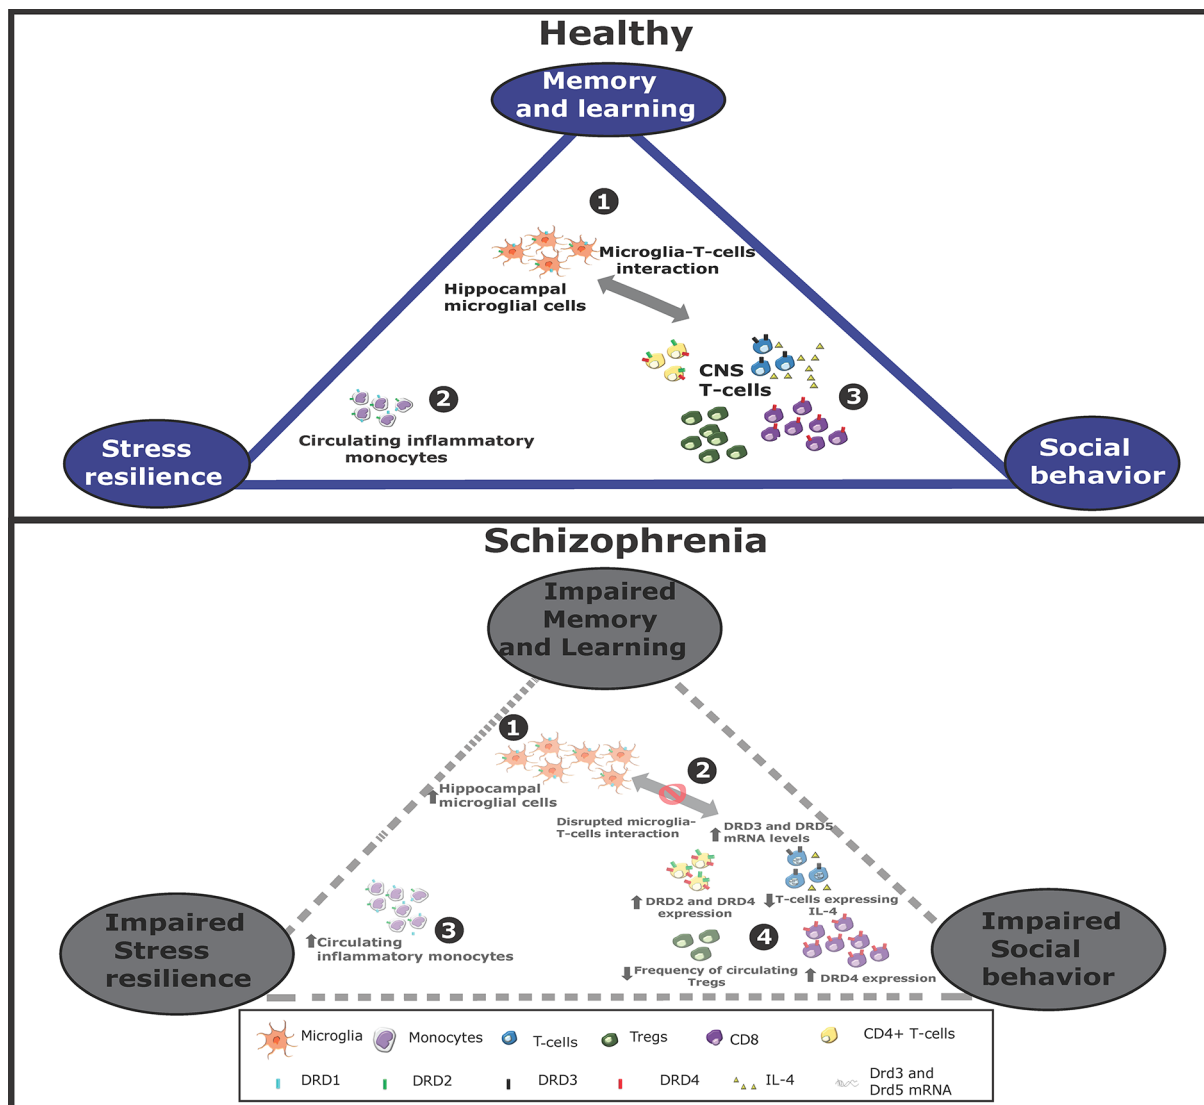 Healthy
Memory
and learning
1
Microglia-T-cells
interaction
Hippocampal
microglial cells
CNS
T-cells
2
3
Circulating inflammatory
monocytes
Stress
resilience
Social
behavior
Schizophrenia
Impaired
Memory
and Learning
1
2
Hippocampal
microglial cells
Disrupted microglia-
T-cells interaction
DRD3 and DRD5
mRNA levels
DRD2 and DRD4
expression
T-cells expressing
IL-4
3
4
Circulating
inflammatory monocytes
Frequency of circulating
Tregs
DRD4 expression
Impaired
Stress
resilience
Impaired
Social
behavior
Microglia
Monocytes
T-cells
Tregs
CD8
CD4+ T-cells
DRD1
DRD2
DRD3
DRD4
IL-4
Drd3 and
Drd5 mRNA